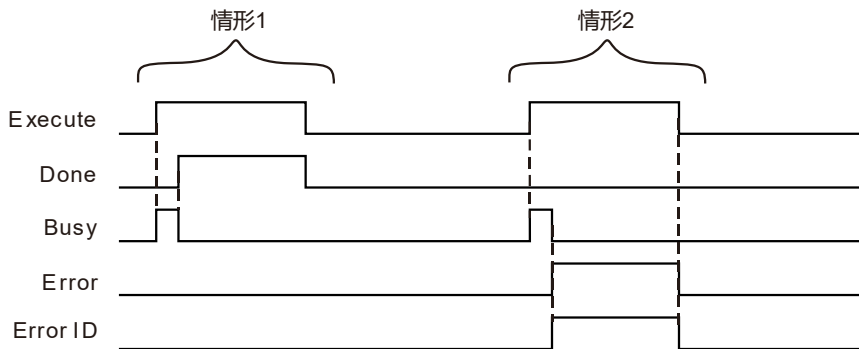 情形1
情形2
Execute
Done
Busy
Error
Error ID